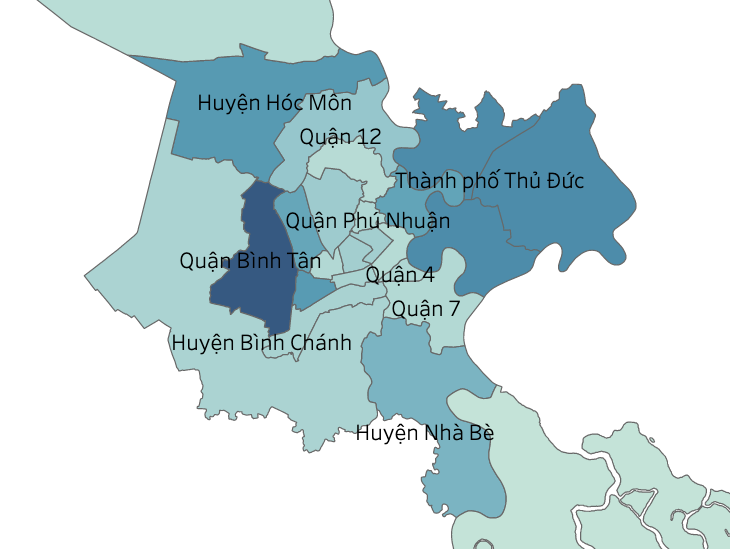 Huyện Hóc Môn
Quận 12
Thành phố Thủ Đức
Quận Phú Nhuận
Quận Bình Tân
Quận 4
Quận 7
Huyện Bình Chánh
Huyện Nhà Bè